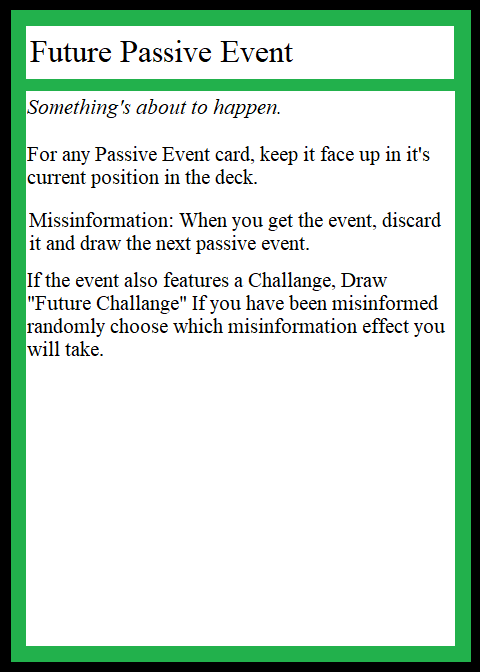 Future Passive Event
Something's about to happen.
For any Passive Event card, keep it face up in it's
current position in the deck.
Missinformation: When you get the event, discard
it and draw the next passive event.
If the event also features a Challange, Draw
"Future Challange" If you have been misinformed
randomly choose which misinformation effect you
will take.